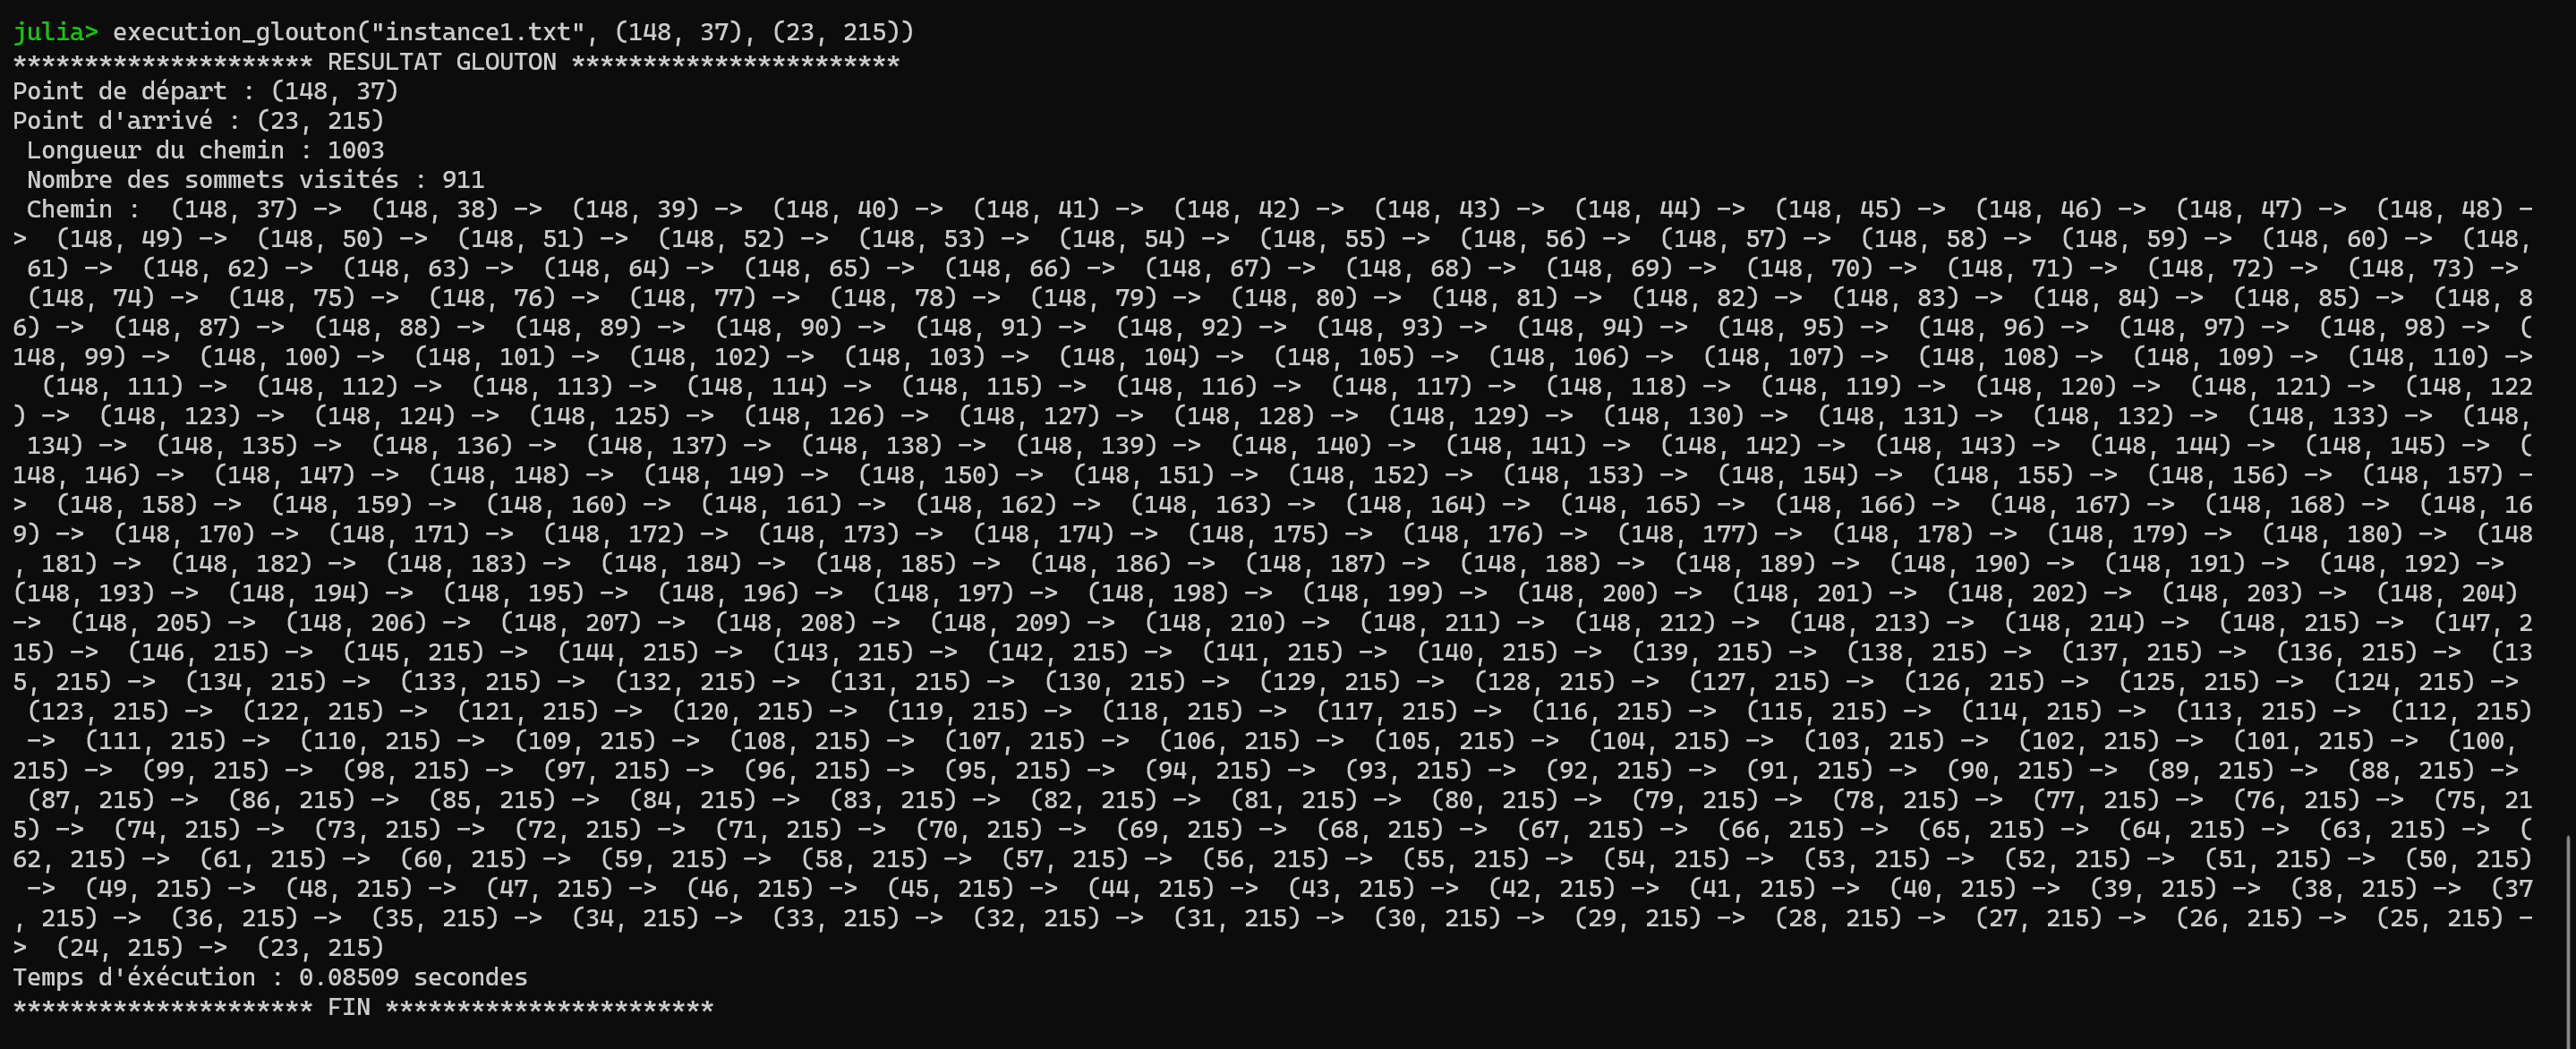 julia> execution_glouton("instance1.txt", (148, 37), (23, 215))
********************* RESULTAT GLOUTON ***********************
Point de départ : (148, 37)
Point d'arrivé : (23, 215)
 Longueur du chemin : 1003
 Nombre des sommets visités : 911
 Chemin :  (148, 37) ->  (148, 38) ->  (148, 39) ->  (148, 40) ->  (148, 41) ->  (148, 42) ->  (148, 43) ->  (148, 44) ->  (148, 45) ->  (148, 46) ->  (148, 47) ->  (148, 48) -
>  (148, 49) ->  (148, 50) ->  (148, 51) ->  (148, 52) ->  (148, 53) ->  (148, 54) ->  (148, 55) ->  (148, 56) ->  (148, 57) ->  (148, 58) ->  (148, 59) ->  (148, 60) ->  (148,
 61) ->  (148, 62) ->  (148, 63) ->  (148, 64) ->  (148, 65) ->  (148, 66) ->  (148, 67) ->  (148, 68) ->  (148, 69) ->  (148, 70) ->  (148, 71) ->  (148, 72) ->  (148, 73) ->
 (148, 74) ->  (148, 75) ->  (148, 76) ->  (148, 77) ->  (148, 78) ->  (148, 79) ->  (148, 80) ->  (148, 81) ->  (148, 82) ->  (148, 83) ->  (148, 84) ->  (148, 85) ->  (148, 8
6) ->  (148, 87) ->  (148, 88) ->  (148, 89) ->  (148, 90) ->  (148, 91) ->  (148, 92) ->  (148, 93) ->  (148, 94) ->  (148, 95) ->  (148, 96) ->  (148, 97) ->  (148, 98) ->  (
148, 99) ->  (148, 100) ->  (148, 101) ->  (148, 102) ->  (148, 103) ->  (148, 104) ->  (148, 105) ->  (148, 106) ->  (148, 107) ->  (148, 108) ->  (148, 109) ->  (148, 110) ->
  (148, 111) ->  (148, 112) ->  (148, 113) ->  (148, 114) ->  (148, 115) ->  (148, 116) ->  (148, 117) ->  (148, 118) ->  (148, 119) ->  (148, 120) ->  (148, 121) ->  (148, 122
) ->  (148, 123) ->  (148, 124) ->  (148, 125) ->  (148, 126) ->  (148, 127) ->  (148, 128) ->  (148, 129) ->  (148, 130) ->  (148, 131) ->  (148, 132) ->  (148, 133) ->  (148,
 134) ->  (148, 135) ->  (148, 136) ->  (148, 137) ->  (148, 138) ->  (148, 139) ->  (148, 140) ->  (148, 141) ->  (148, 142) ->  (148, 143) ->  (148, 144) ->  (148, 145) ->  (
148, 146) ->  (148, 147) ->  (148, 148) ->  (148, 149) ->  (148, 150) ->  (148, 151) ->  (148, 152) ->  (148, 153) ->  (148, 154) ->  (148, 155) ->  (148, 156) ->  (148, 157) -
>  (148, 158) ->  (148, 159) ->  (148, 160) ->  (148, 161) ->  (148, 162) ->  (148, 163) ->  (148, 164) ->  (148, 165) ->  (148, 166) ->  (148, 167) ->  (148, 168) ->  (148, 16
9) ->  (148, 170) ->  (148, 171) ->  (148, 172) ->  (148, 173) ->  (148, 174) ->  (148, 175) ->  (148, 176) ->  (148, 177) ->  (148, 178) ->  (148, 179) ->  (148, 180) ->  (148
, 181) ->  (148, 182) ->  (148, 183) ->  (148, 184) ->  (148, 185) ->  (148, 186) ->  (148, 187) ->  (148, 188) ->  (148, 189) ->  (148, 190) ->  (148, 191) ->  (148, 192) ->
(148, 193) ->  (148, 194) ->  (148, 195) ->  (148, 196) ->  (148, 197) ->  (148, 198) ->  (148, 199) ->  (148, 200) ->  (148, 201) ->  (148, 202) ->  (148, 203) ->  (148, 204)
->  (148, 205) ->  (148, 206) ->  (148, 207) ->  (148, 208) ->  (148, 209) ->  (148, 210) ->  (148, 211) ->  (148, 212) ->  (148, 213) ->  (148, 214) ->  (148, 215) ->  (147, 2
15) ->  (146, 215) ->  (145, 215) ->  (144, 215) ->  (143, 215) ->  (142, 215) ->  (141, 215) ->  (140, 215) ->  (139, 215) ->  (138, 215) ->  (137, 215) ->  (136, 215) ->  (13
5, 215) ->  (134, 215) ->  (133, 215) ->  (132, 215) ->  (131, 215) ->  (130, 215) ->  (129, 215) ->  (128, 215) ->  (127, 215) ->  (126, 215) ->  (125, 215) ->  (124, 215) ->
 (123, 215) ->  (122, 215) ->  (121, 215) ->  (120, 215) ->  (119, 215) ->  (118, 215) ->  (117, 215) ->  (116, 215) ->  (115, 215) ->  (114, 215) ->  (113, 215) ->  (112, 215)
 ->  (111, 215) ->  (110, 215) ->  (109, 215) ->  (108, 215) ->  (107, 215) ->  (106, 215) ->  (105, 215) ->  (104, 215) ->  (103, 215) ->  (102, 215) ->  (101, 215) ->  (100,
215) ->  (99, 215) ->  (98, 215) ->  (97, 215) ->  (96, 215) ->  (95, 215) ->  (94, 215) ->  (93, 215) ->  (92, 215) ->  (91, 215) ->  (90, 215) ->  (89, 215) ->  (88, 215) ->
 (87, 215) ->  (86, 215) ->  (85, 215) ->  (84, 215) ->  (83, 215) ->  (82, 215) ->  (81, 215) ->  (80, 215) ->  (79, 215) ->  (78, 215) ->  (77, 215) ->  (76, 215) ->  (75, 21
5) ->  (74, 215) ->  (73, 215) ->  (72, 215) ->  (71, 215) ->  (70, 215) ->  (69, 215) ->  (68, 215) ->  (67, 215) ->  (66, 215) ->  (65, 215) ->  (64, 215) ->  (63, 215) ->  (
62, 215) ->  (61, 215) ->  (60, 215) ->  (59, 215) ->  (58, 215) ->  (57, 215) ->  (56, 215) ->  (55, 215) ->  (54, 215) ->  (53, 215) ->  (52, 215) ->  (51, 215) ->  (50, 215)
 ->  (49, 215) ->  (48, 215) ->  (47, 215) ->  (46, 215) ->  (45, 215) ->  (44, 215) ->  (43, 215) ->  (42, 215) ->  (41, 215) ->  (40, 215) ->  (39, 215) ->  (38, 215) ->  (37
, 215) ->  (36, 215) ->  (35, 215) ->  (34, 215) ->  (33, 215) ->  (32, 215) ->  (31, 215) ->  (30, 215) ->  (29, 215) ->  (28, 215) ->  (27, 215) ->  (26, 215) ->  (25, 215) -
>  (24, 215) ->  (23, 215)
Temps d'éxécution : 0.08509 secondes
********************* FIN ***********************